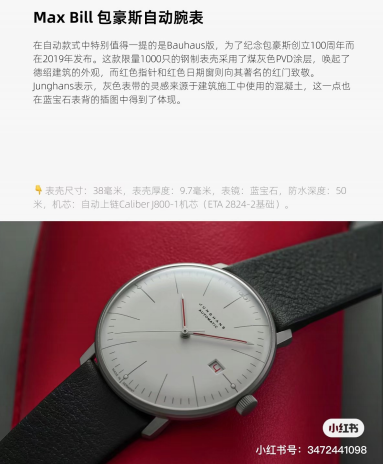 Max Bill 包豪斯自动腕表
在自动款式中特别值得一提的是Bauhaus版，为了纪念包豪斯创立100周年而
在2019年发布。这款限量1000只的钢制表壳采用了煤灰色PVD涂层，唤起了
德绍建筑的外观，而红色指针和红色日期窗则向其著名的红门致敬。
Junghans表示，灰色表带的灵感来源于建筑施工中使用的混凝土，这一点也
在蓝宝石表背的插图中得到了体现。
👇表壳尺寸：38毫米，表壳厚度：9.7毫米，表镜：蓝宝石，防水深度：50
米，机芯：自动上链Caliber J800-1机芯（ETA 2824-2基础）。
JUNGHANS
AUTOMATIC
小红书
小红书号：3472441098